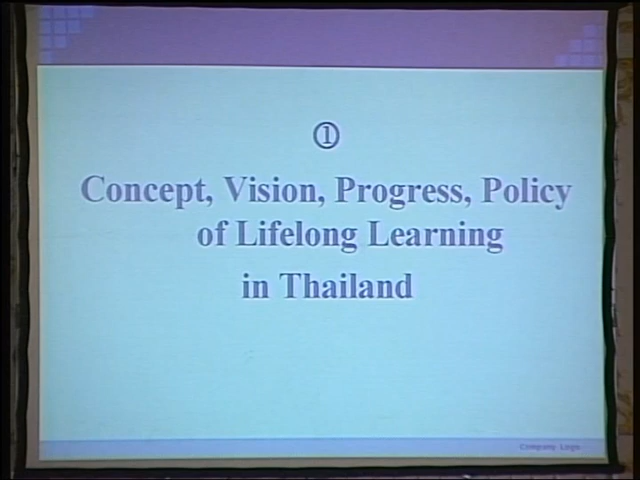 ①
Concept, Vision, Progress, Policy
of Lifelong Learning
in Thailand
Company Logo